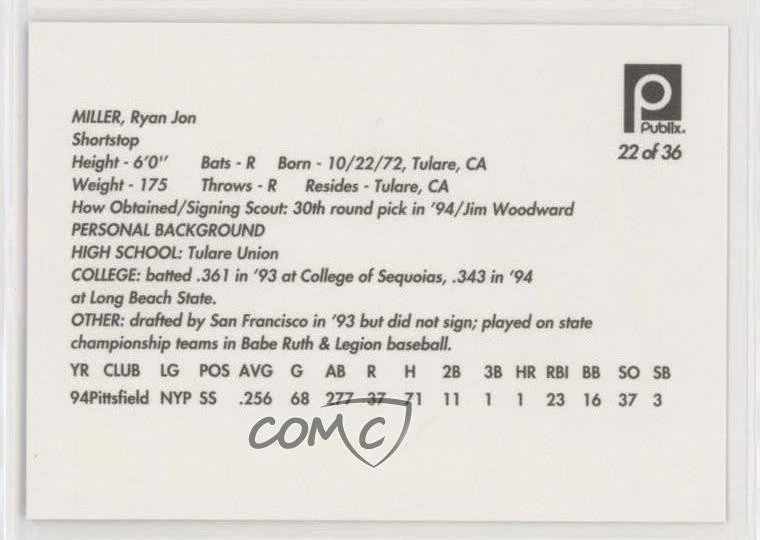 Publix.
22 of 36
MILLER, Ryan Jon
Shortstop
Height - 6'0" Bats - R Born - 10/22/72, Tulare, CA
Weight - 175 Throws - R Resides - Tulare, CA
How Obtained/Signing Scout: 30th round pick in '94/Jim Woodward
PERSONAL BACKGROUND
HIGH SCHOOL: Tulare Union
COLLEGE: batted .361 in '93 at College of Sequoias, .343 in '94
at Long Beach State.
OTHER: drafted by San Francisco in '93 but did not sign; played on state
championship teams in Babe Ruth & Legion baseball.
YR CLUB LG POS AVG G AB R H 2B 3B HR RBI BB SO SB
94Pittsfield NYP SS .256 68 277 37 71 11 1 1 23 16 37 3
COMC